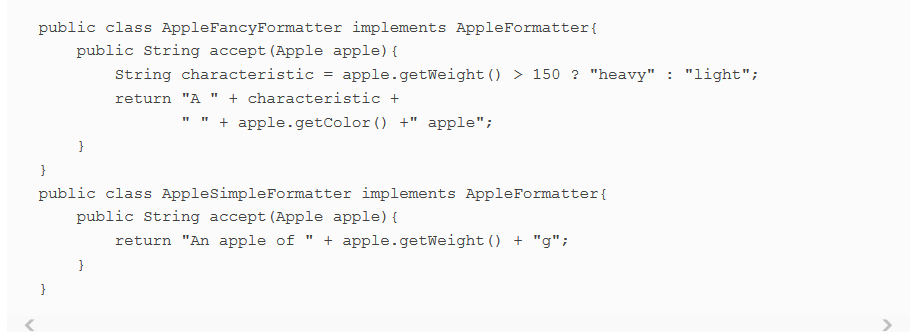 public class AppleFancyFormatter implements AppleFormatter{
    public String accept(Apple apple){
        String characteristic = apple.getWeight() > 150 ? "heavy" : "light";
        return "A " + characteristic +
               " " + apple.getColor() +" apple";
    }
}
public class AppleSimpleFormatter implements AppleFormatter{
    public String accept(Apple apple){
        return "An apple of " + apple.getWeight() + "g";
    }
}